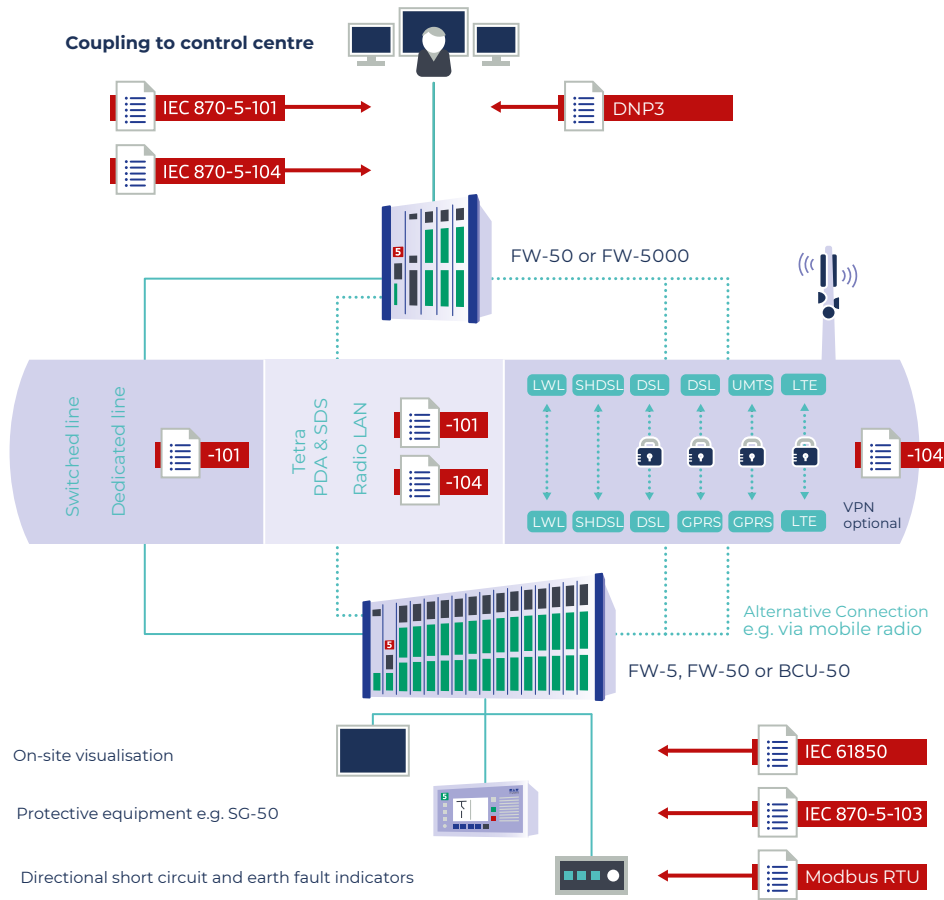 Coupling to control centre
IEC 870-5-101
DNP3
IEC 870-5-104
5
FW-50 or FW-5000
Switched line
Dedicated line
-101
Tetra
PDA & SDS
Radio LAN
-101
-104
LWL SHDSL DSL DSL UMTS LTE
-104
LWL SHDSL DSL GPRS GPRS LTE
VPN
optional
Alternative Connection
e.g. via mobile radio
5
FW-5, FW-50 or BCU-50
On-site visualisation
IEC 61850
Protective equipment e.g. SG-50
5
IEC 870-5-103
Directional short circuit and earth fault indicators
Modbus RTU